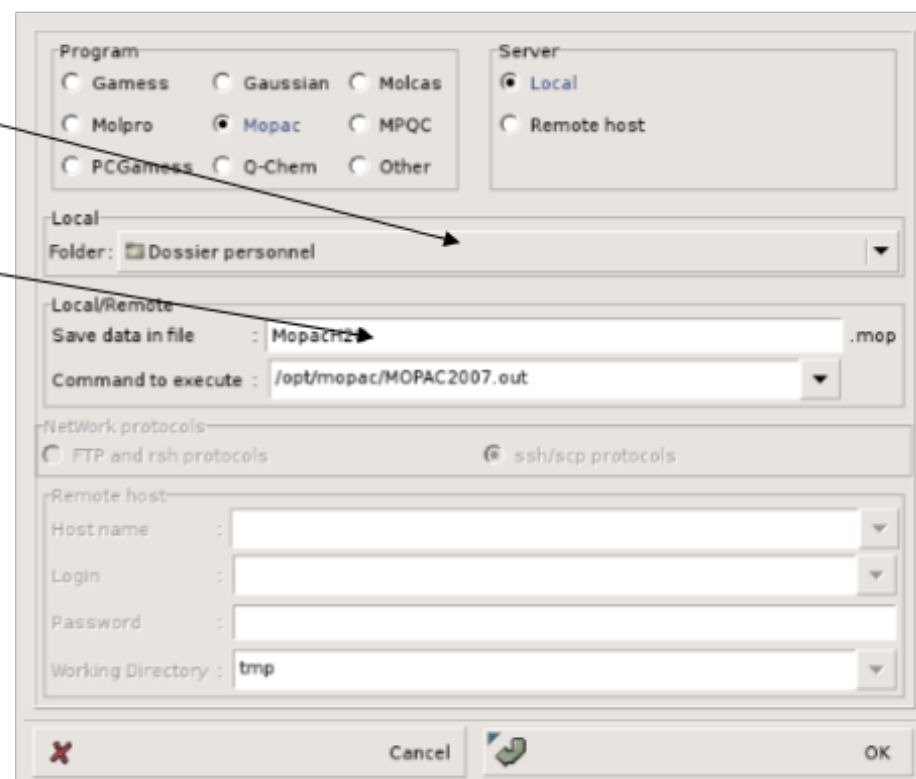 Program
Server
Gamess Gaussian Molcas
Local
Molpro Mopac MPQC
Remote host
PCGamess Q-Chem Other
Local
Folder: Dossier personnel
Local/Remote
Save data in file : .mop
Command to execute : /opt/mopac/MOPAC2007.out
NetWork protocols
FTP and rsh protocols ssh/scp protocols
Remote host
Host name :
Login :
Password :
Working Directory : tmp
Cancel OK